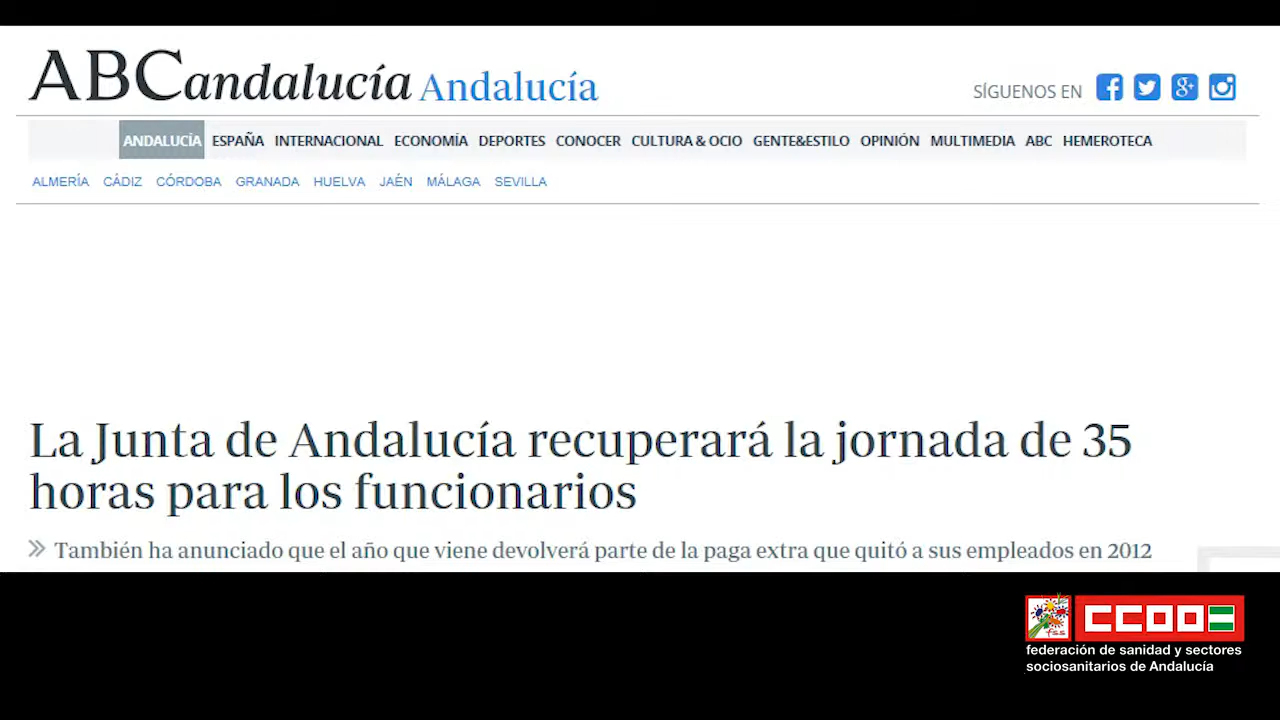 ABCandalucía Andalucía
SÍGUENOS EN
ANDALUCÍA ESPAÑA INTERNACIONAL ECONOMÍA DEPORTES CONOCER CULTURA & OCIO GENTE&ESTILO OPINIÓN MULTIMEDIA ABC HEMEROTECA
ALMERÍA CÁDIZ CÓRDOBA GRANADA HUELVA JAÉN MÁLAGA SEVILLA
La Junta de Andalucía recuperará la jornada de 35
horas para los funcionarios
» También ha anunciado que el año que viene devolverá parte de la paga extra que quitó a sus empleados en 2012
fss CCOO
federación de sanidad y sectores
sociosanitarios de Andalucía